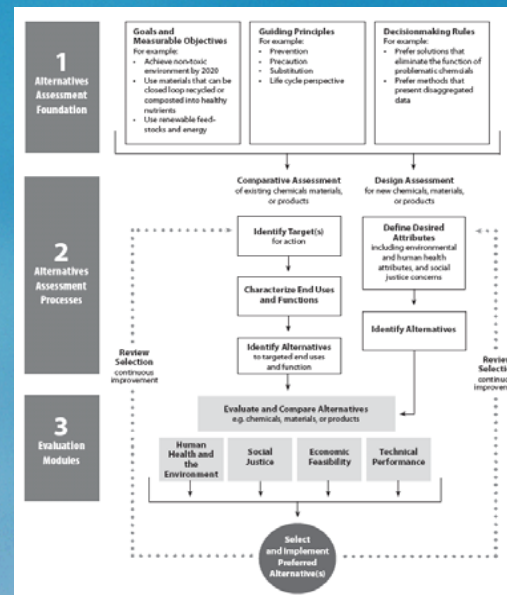 1
Alternatives
Assessment
Foundation
Goals and
Measurable Objectives
For example:
• Achieve non-toxic
environment by 2020
• Use materials that can be
closed loop recycled or
composted into healthy
nutrients
• Use renewable feed-
stocks and energy
Guiding Principles
For example:
• Prevention
• Precaution
• Substitution
• Life cycle perspective
Decisionmaking Rules
For example:
• Prefer solutions that
eliminate the function of
problematic chemicals
• Prefer methods that
present disaggregated
data
2
Alternatives
Assessment
Processes
Comparative Assessment
of existing chemicals materials,
or products
Design Assessment
for new chemicals, materials,
or products
Identify Target(s)
for action
Characterize End Uses
and Functions
Identify Alternatives
to targeted end uses
and function
Define Desired
Attributes
including environmental
and human health
attributes, and social
justice concerns
Identify Alternatives
Review
Selection
continuous
improvement
Review
Selection
continuous
improvement
3
Evaluation
Modules
Evaluate and Compare Alternatives
e.g. chemicals, materials, or products
Human
Health and
the
Environment
Social
Justice
Economic
Feasibility
Technical
Performance
Select
and Implement
Preferred
Alternative(s)